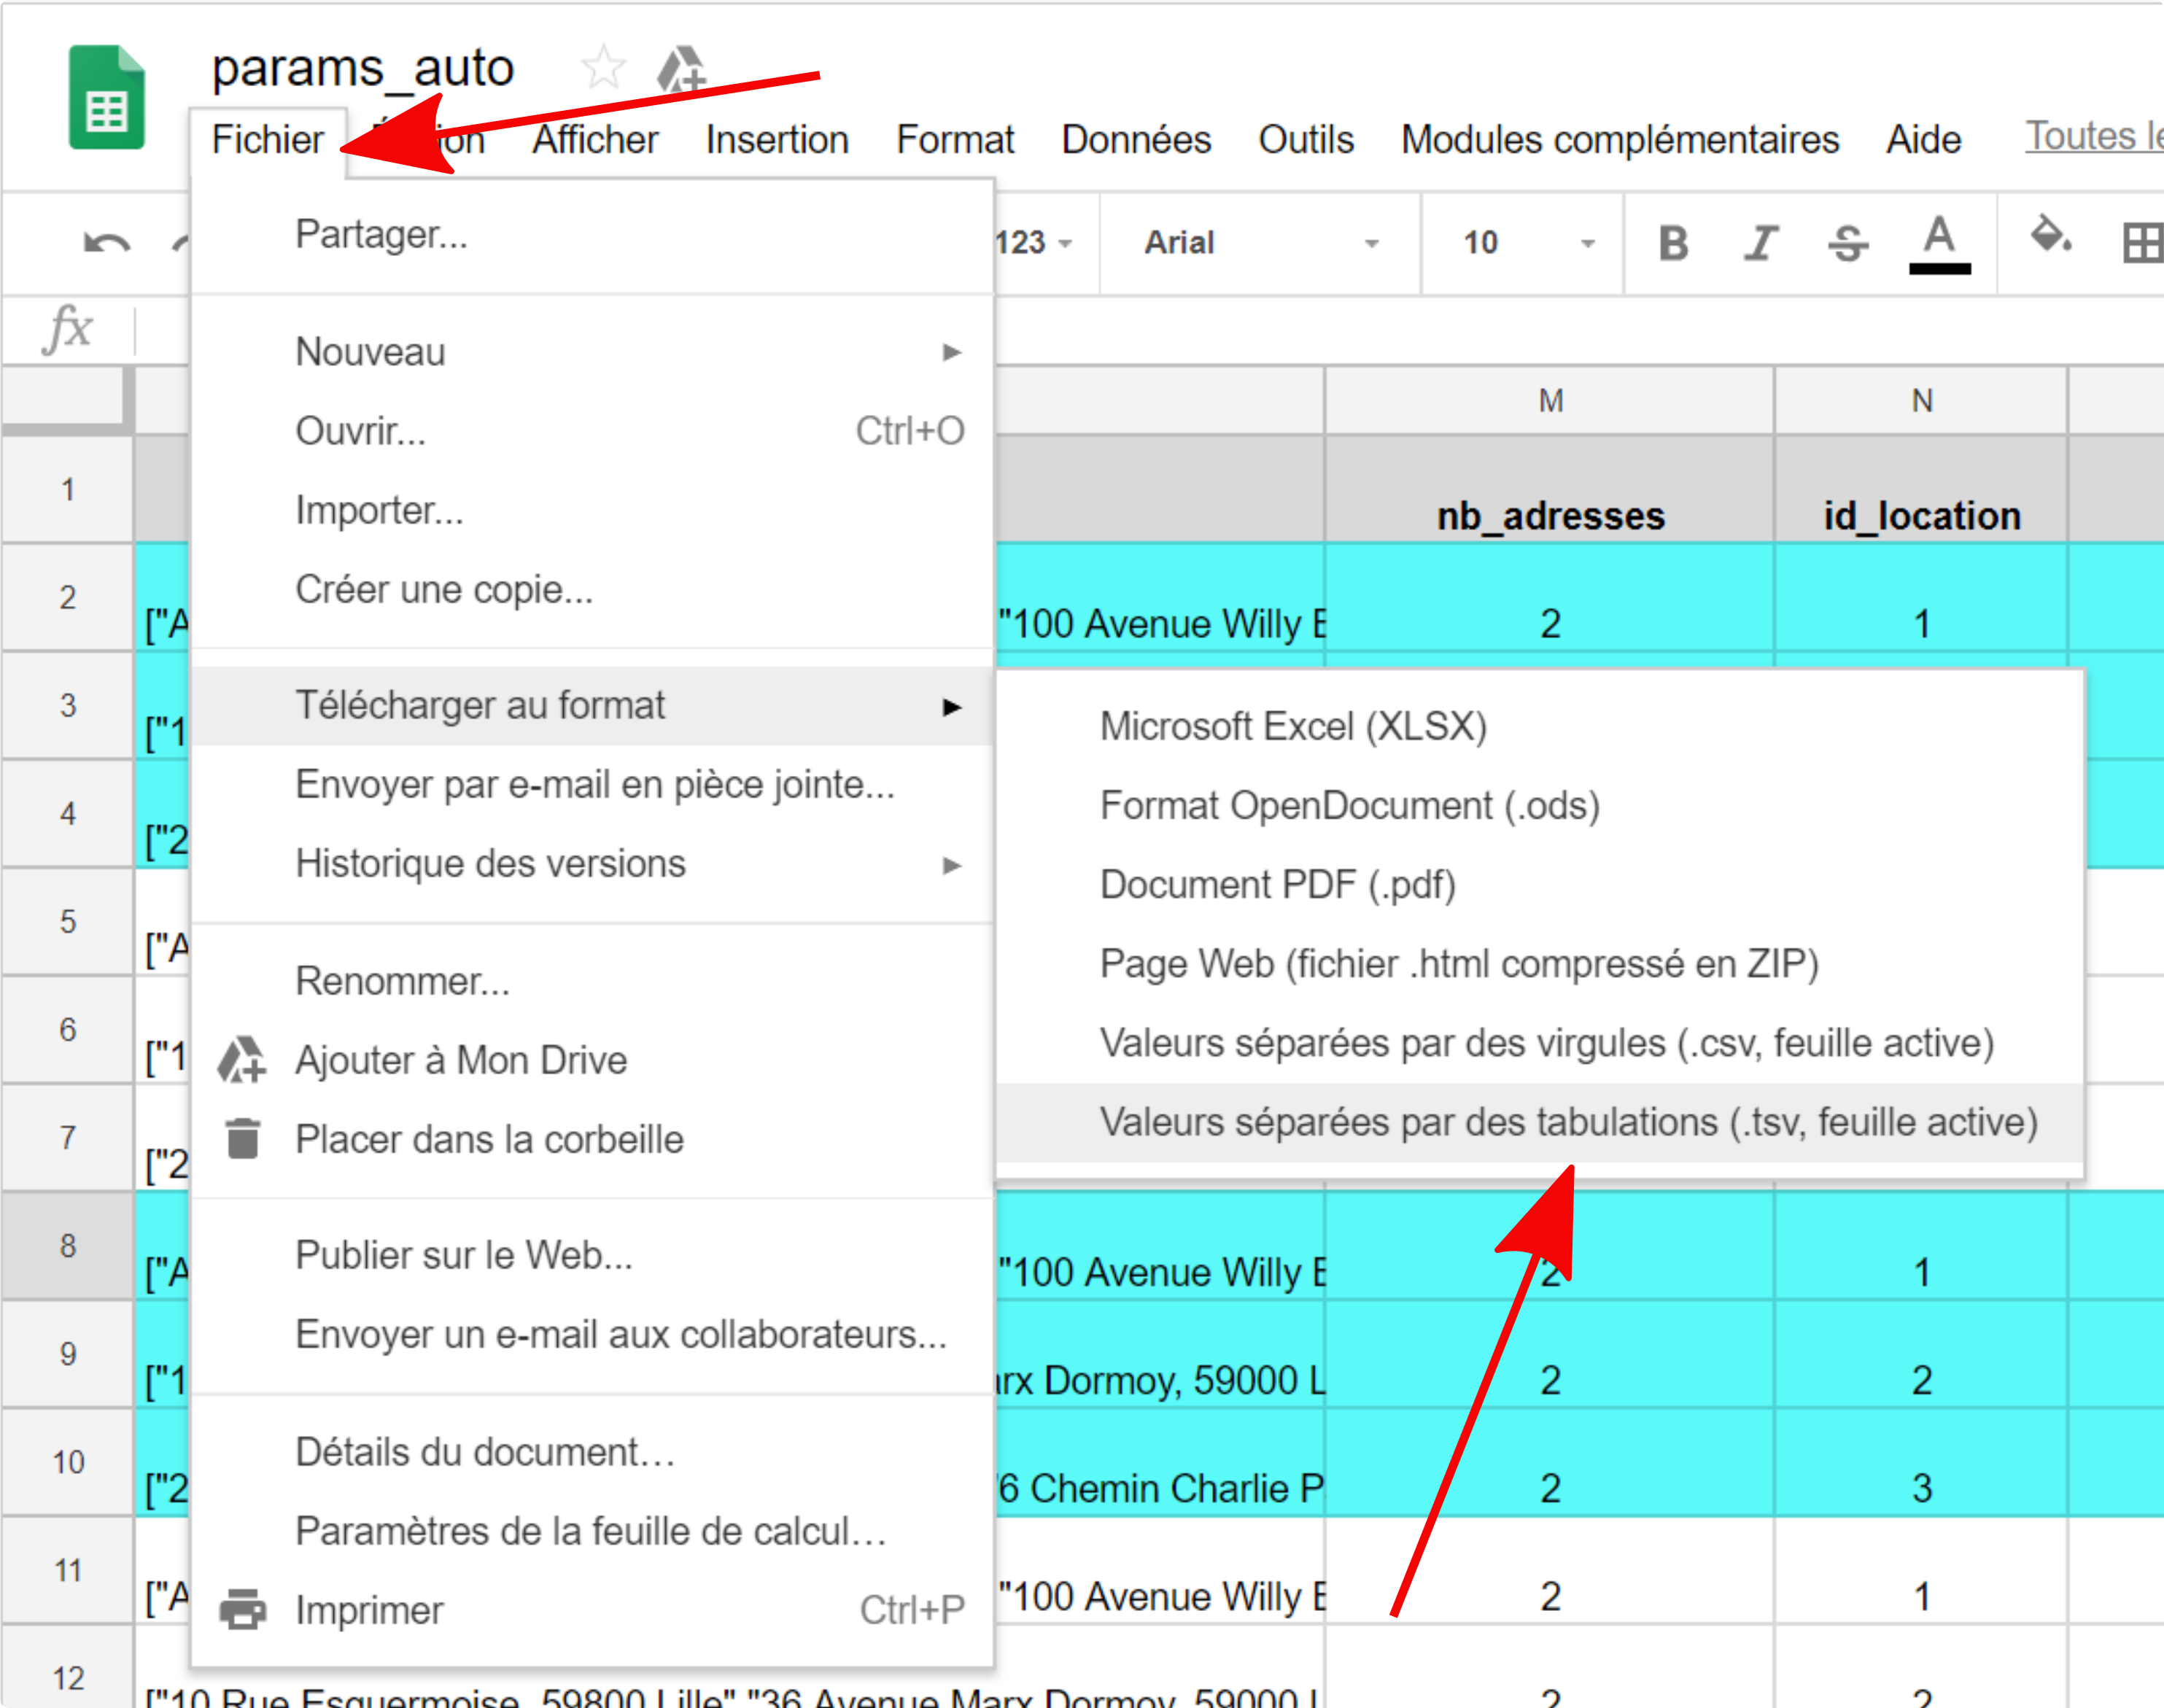 params_auto
Fichier Afficher Insertion Format Données Outils Modules complémentaires Aide Toutes
123 Arial 10 B I S A
fx
Partager...
Nouveau
Ouvrir... Ctrl+O
Importer...
Créer une copie...
Télécharger au format
Envoyer par e-mail en pièce jointe...
Historique des versions
Renommer...
Ajouter à Mon Drive
Placer dans la corbeille
Publier sur le Web...
Envoyer un e-mail aux collaborateurs...
Détails du document...
Paramètres de la feuille de calcul...
Imprimer Ctrl+P
Microsoft Excel (XLSX)
Format OpenDocument (.ods)
Document PDF (.pdf)
Page Web (fichier .html compressé en ZIP)
Valeurs séparées par des virgules (.csv, feuille active)
Valeurs séparées par des tabulations (.tsv, feuille active)
M N
1 nb_adresses id_location
2 ["A "100 Avenue Willy 2 1
3 ["1
4 ["2
5 ["A
6 ["1
7 ["2
8 ["A "100 Avenue Willy 2 1
9 ["1 Dormoy, 59000 L 2 2
10 ["2 6 Chemin Charlie P 2 3
11 ["A "100 Avenue Willy 2 1
12 ["10 Rue Esquermoise, 59800 Lille" "36 Avenue Marx Dormoy, 59000 L 2 2